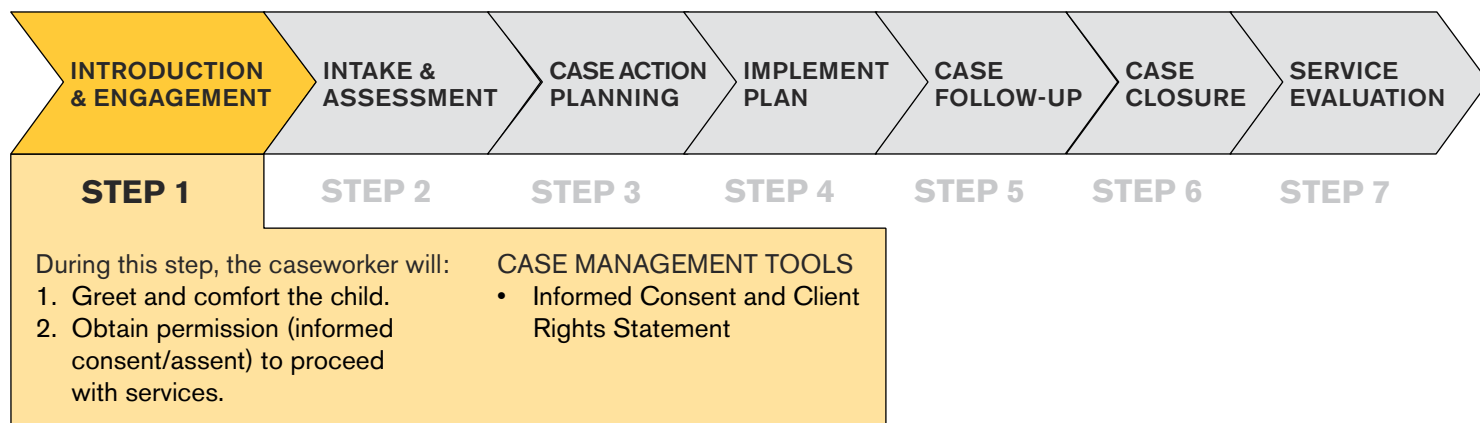 INTRODUCTION
& ENGAGEMENT
INTAKE &
ASSESSMENT
CASE ACTION
PLANNING
IMPLEMENT
PLAN
CASE
FOLLOW-UP
CASE
CLOSURE
SERVICE
EVALUATION
STEP 1
STEP 2
STEP 3
STEP 4
STEP 5
STEP 6
STEP 7
During this step, the caseworker will:
1. Greet and comfort the child.
2. Obtain permission (informed
consent/assent) to proceed
with services.
CASE MANAGEMENT TOOLS
• Informed Consent and Client
Rights Statement